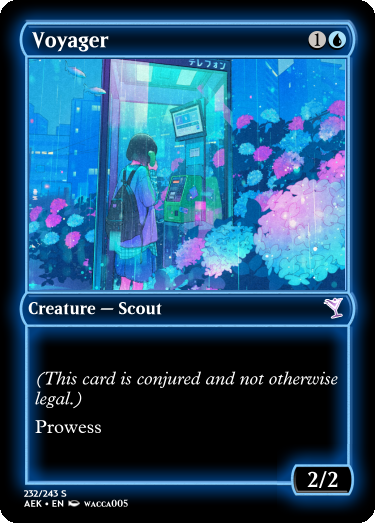 Voyager 1
テレフォン
Creature — Scout
(This card is conjured and not otherwise
legal.)
Prowess
2/2
232/243 S
AEK • EN WACCA005